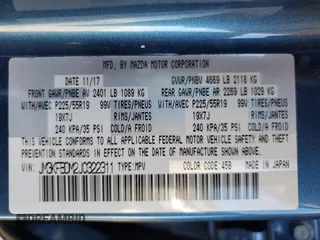 MFD. BY MAZDA MOTOR CORPORATION
DATE 11/17 GVWR/PNBV 4669 LB 2118 KG
FRONT GAWR/PNBE AV 2401 LB 1089 KG REAR GAWR/PNBE AR 2269 LB 1029 KG
WITH/AVEC P225/55R19 99V TIRES/PNEUS WITH/AVEC P225/55R19 99V TIRES/PNEUS
19X7J RIMS/JANTES 19X7J RIMS/JANTES
240 KPA/35 PSI COLD/A FROID 240 KPA/35 PSI COLD/A FROID
THIS VEHICLE CONFORMS TO ALL APPLICABLE FEDERAL MOTOR VEHICLE SAFETY
AND THEFT PREVENTION STANDARDS IN EFFECT ON THE DATE OF MANUFACTURE
SHOWN ABOVE.
VIN: JM3KFBDM2J0322311 TYPE:MPV COLOR CODE: 45B MADE IN JAPAN